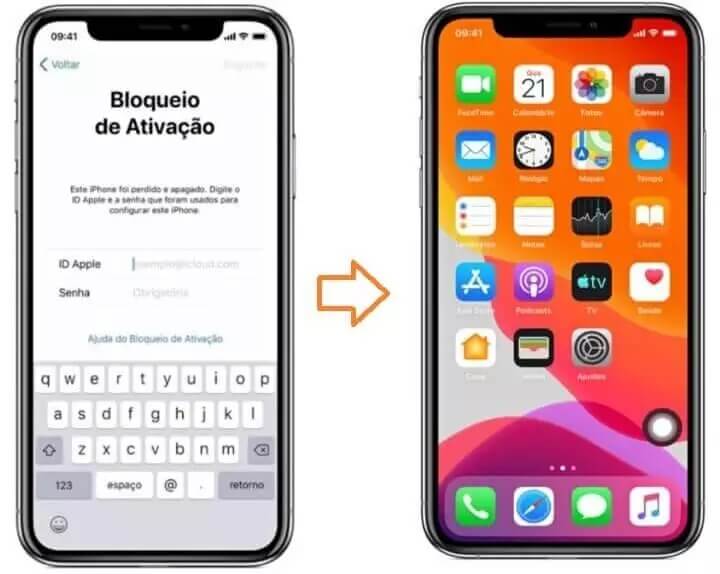 09:41
Voltar
Bloqueio
de Ativação
Este iPhone foi perdido e apagado. Digite o
ID Apple e a senha que foram usados para
configurar este iPhone.
ID Apple exemplo@icloud.com
Senha Obrigatória
Ajuda do Bloqueio de Ativação
q w e r t y u i o p
a s d f g h j k l
z x c v b n m
123 espaço @ . retorno
09:41
21
FaceTime Calendário Fotos Câmera
Mail Relógio Mapas Tempo
Lembretes Notas Bolsa Livros
tv
App Store Podcasts TV Saúde
Casa Ajustes